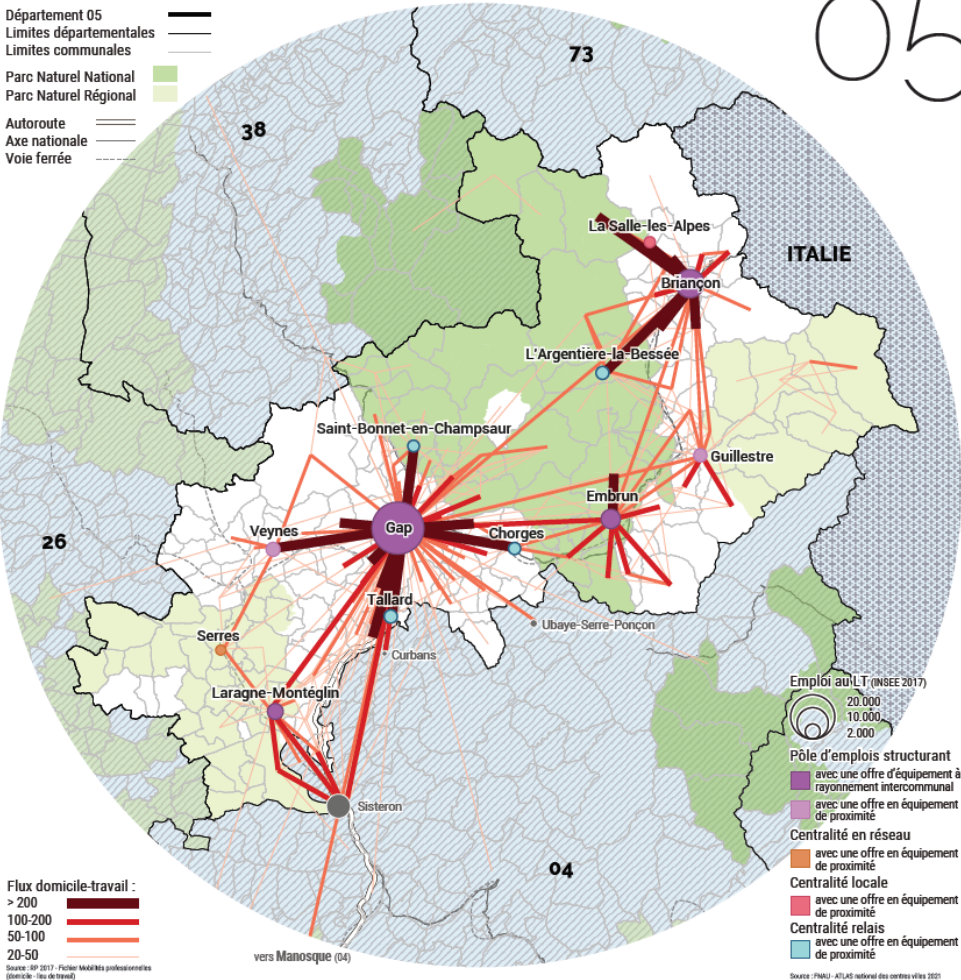 Département 05
Limites départementales
Limites communales
Parc Naturel National
Parc Naturel Régional
Autoroute
Axe nationale
Voie ferrée
05
73
38
ITALIE
La Salle-les-Alpes
Briançon
L'Argentière-la-Bessée
Saint-Bonnet-en-Champsaur
Guillestre
Embrun
Gap
Veynes
Chorges
26
Tallard
Ubaye-Serre-Ponçon
Serres
Curbans
Laragne-Montéglin
Sisteron
04
vers Manosque (04)
Emploi au LT (INSEE 2017)
20.000
10.000
2.000
Pôle d'emplois structurant
avec une offre d'équipement à
rayonnement intercommunal
avec une offre en équipement
de proximité
Centralité en réseau
avec une offre en équipement
de proximité
Centralité locale
avec une offre en équipement
de proximité
Centralité relais
avec une offre en équipement
de proximité
Flux domicile-travail :
> 200
100-200
50-100
20-50
Source : RP 2017 - Fichier Mobilités professionnelles
(domicile - lieu de travail)
Source : FNAU - ATLAS national des centres villes 2021